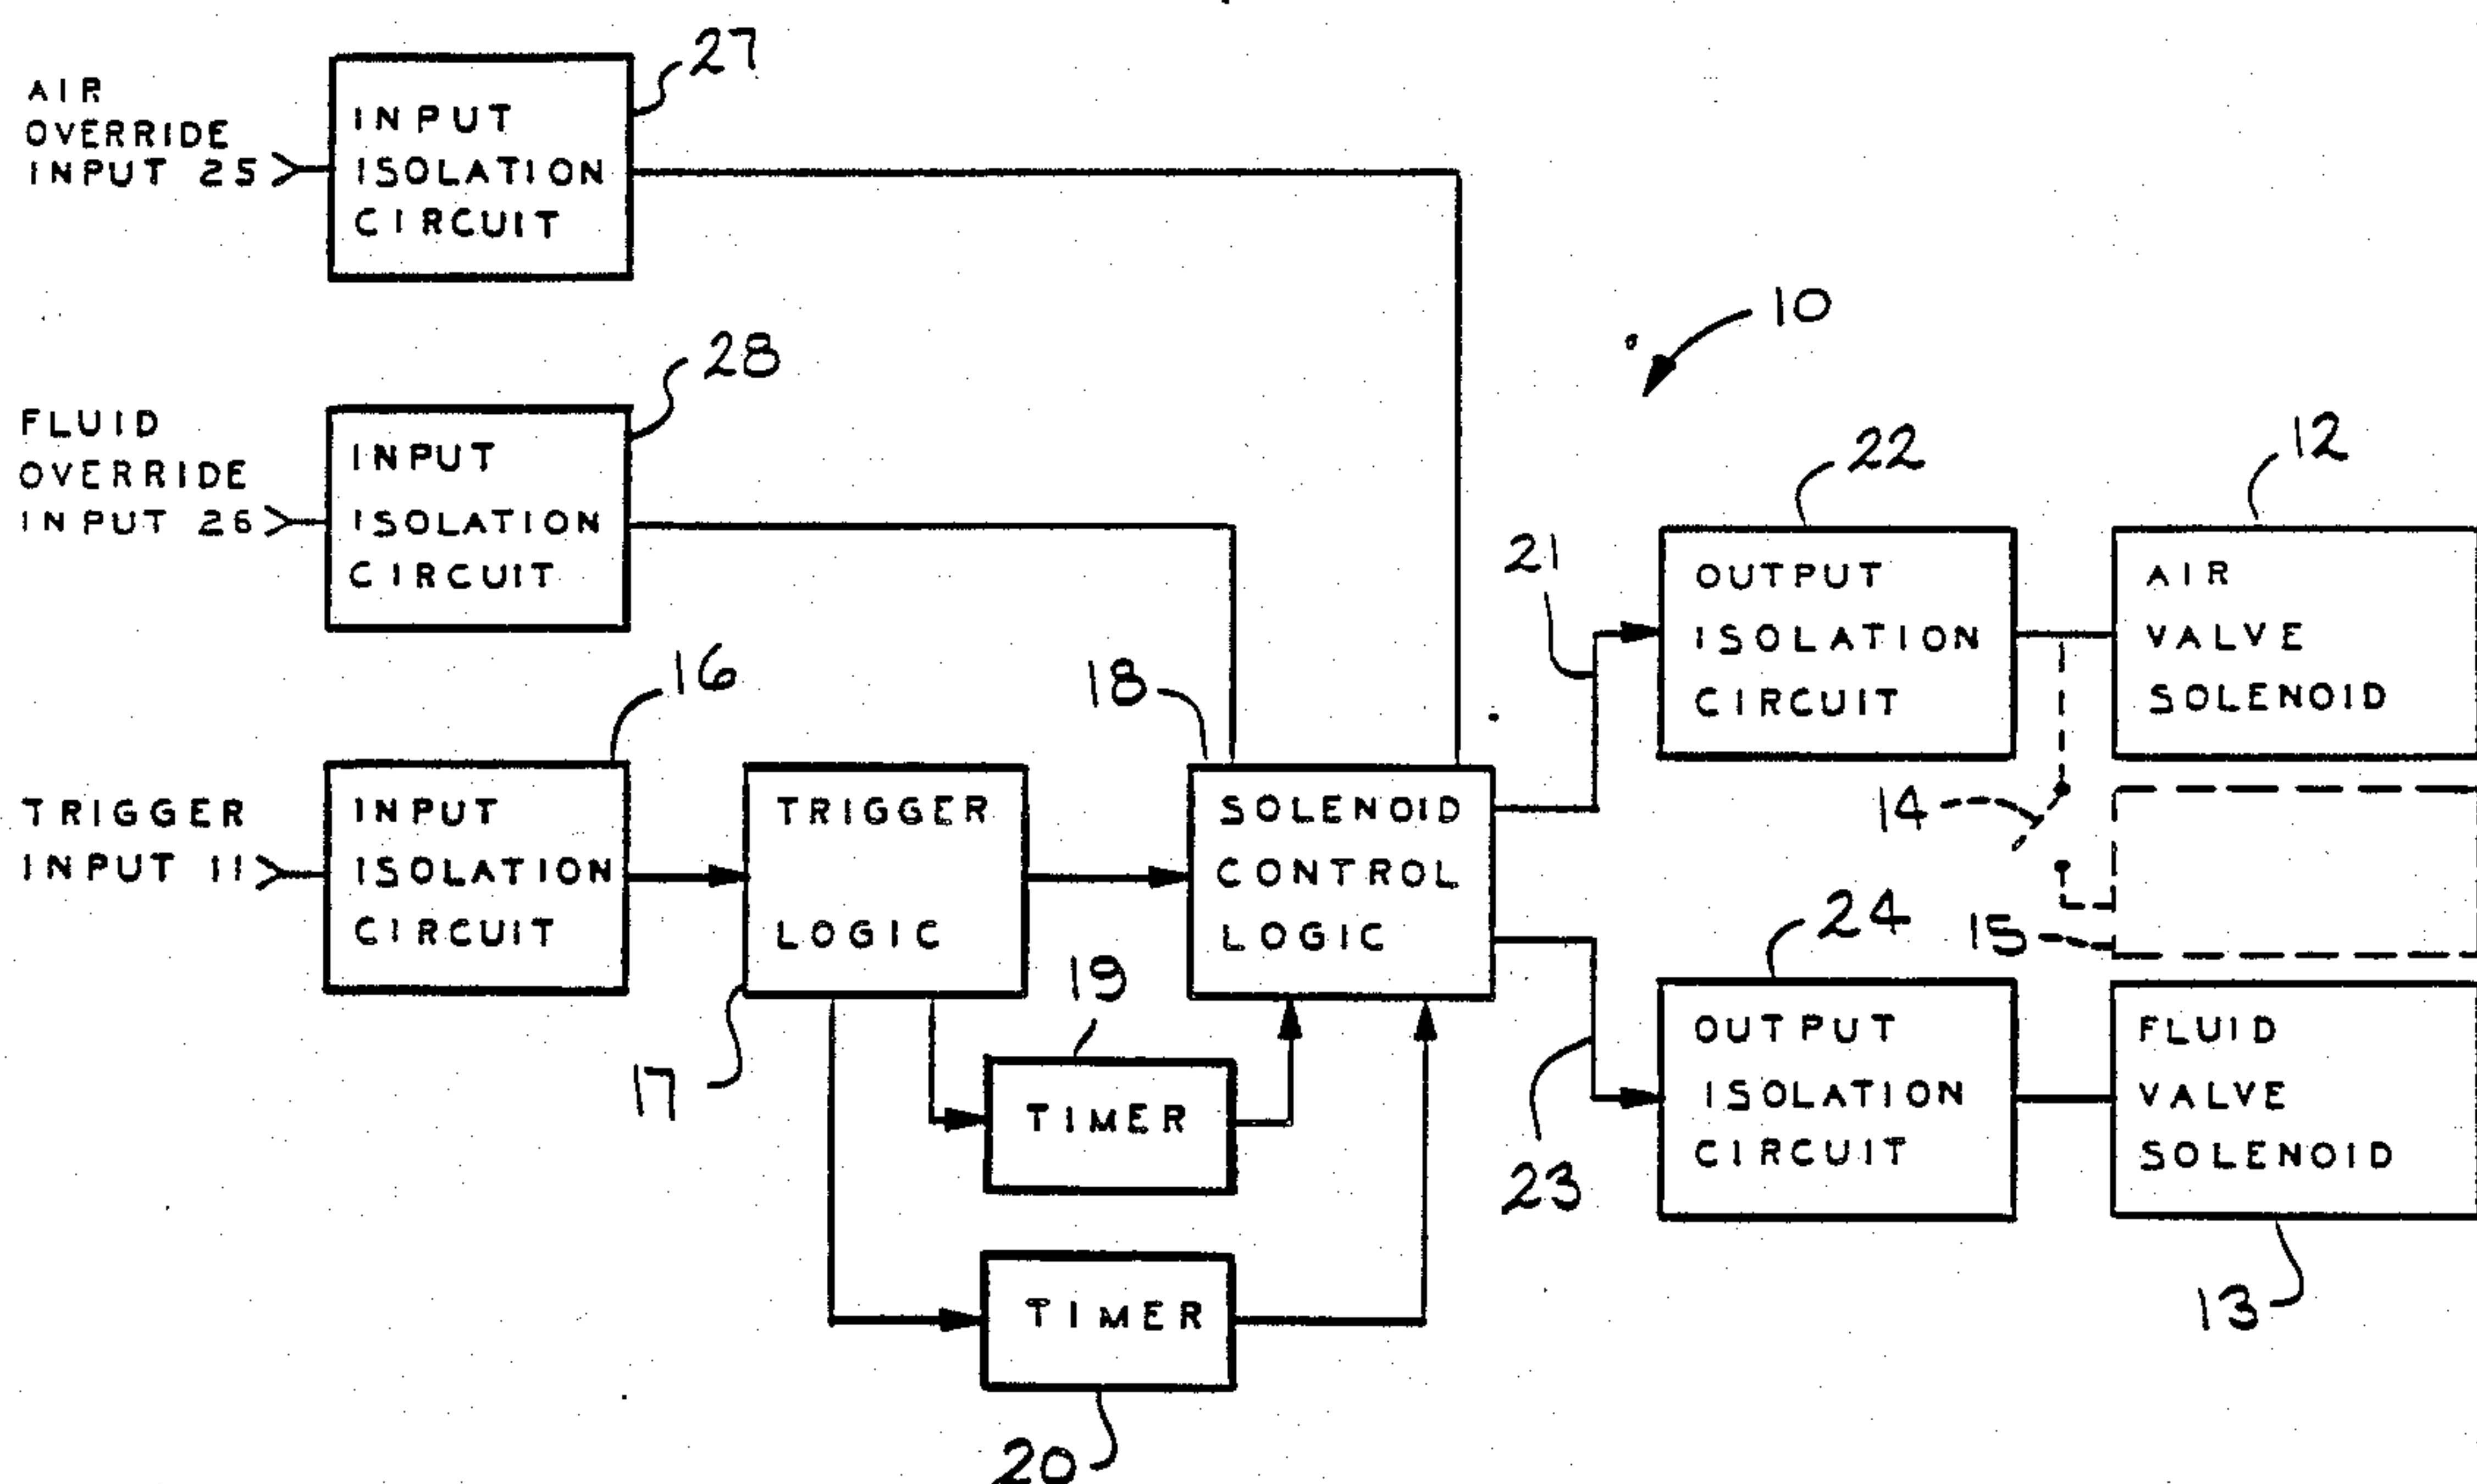 27
AIR
OVERRIDE
INPUT 25
INPUT
ISOLATION
CIRCUIT
10
28
FLUID
OVERRIDE
INPUT 26
INPUT
ISOLATION
CIRCUIT
22
12
21
OUTPUT
ISOLATION
CIRCUIT
AIR
VALVE
SOLENOID
16
18
14
TRIGGER
INPUT 11
INPUT
ISOLATION
CIRCUIT
TRIGGER
LOGIC
SOLENOID
CONTROL
LOGIC
24
15
19
17
TIMER
23
OUTPUT
ISOLATION
CIRCUIT
FLUID
VALVE
SOLENOID
13
TIMER
20